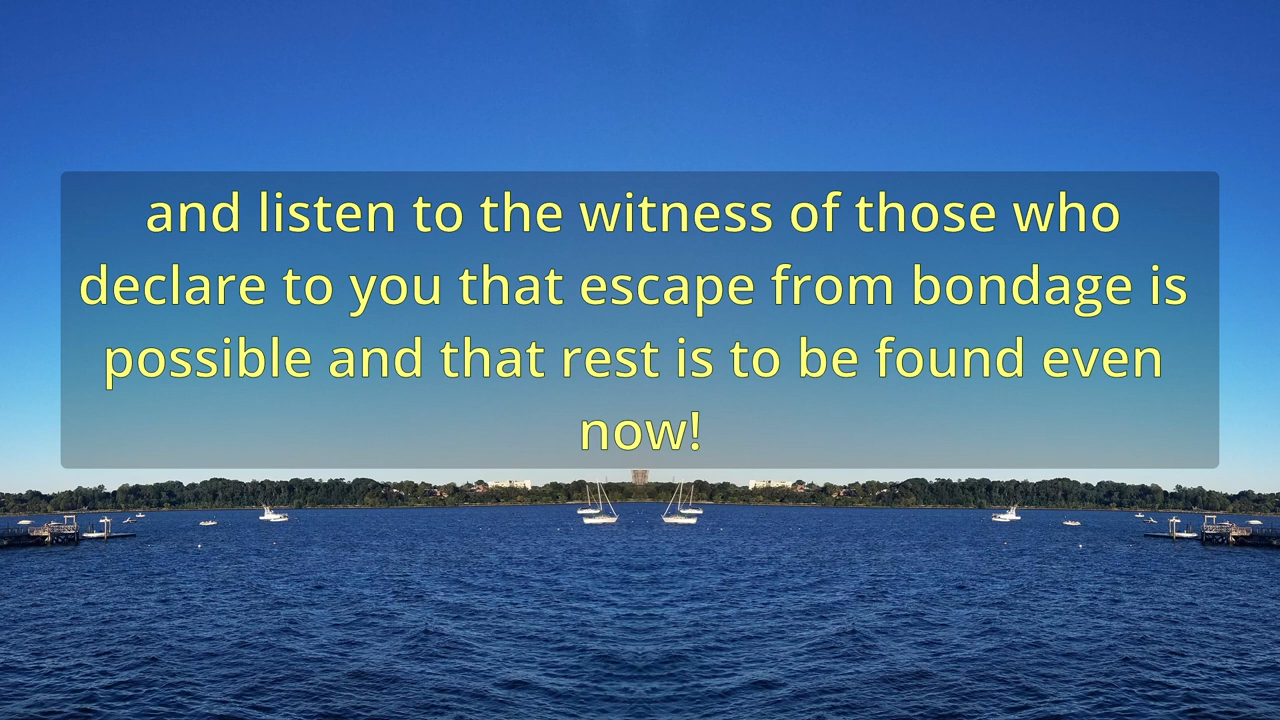 and listen to the witness of those who
declare to you that escape from bondage is
possible and that rest is to be found even
now!